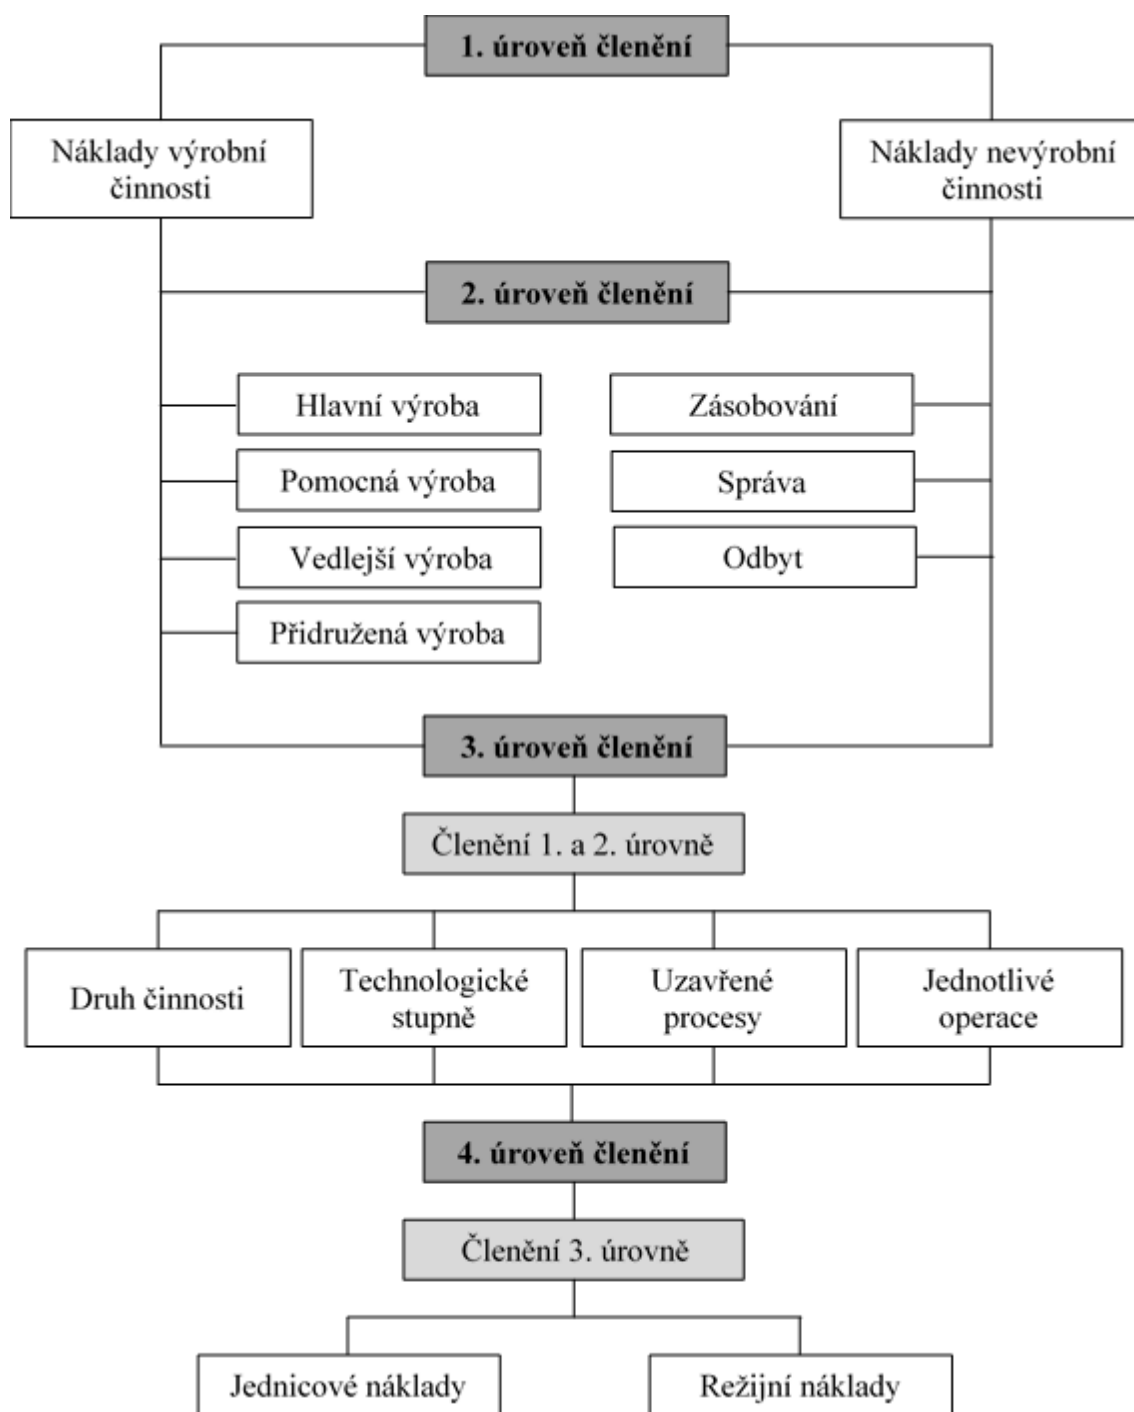 1. úroveň členění
Náklady výrobní
činnosti
Náklady nevýrobní
činnosti
2. úroveň členění
Hlavní výroba
Zásobování
Pomocná výroba
Správa
Vedlejší výroba
Odbyt
Přidružená výroba
3. úroveň členění
Členění 1. a 2. úrovně
Druh činnosti
Technologické
stupně
Uzavřené
procesy
Jednotlivé
operace
4. úroveň členění
Členění 3. úrovně
Jednicové náklady
Režijní náklady